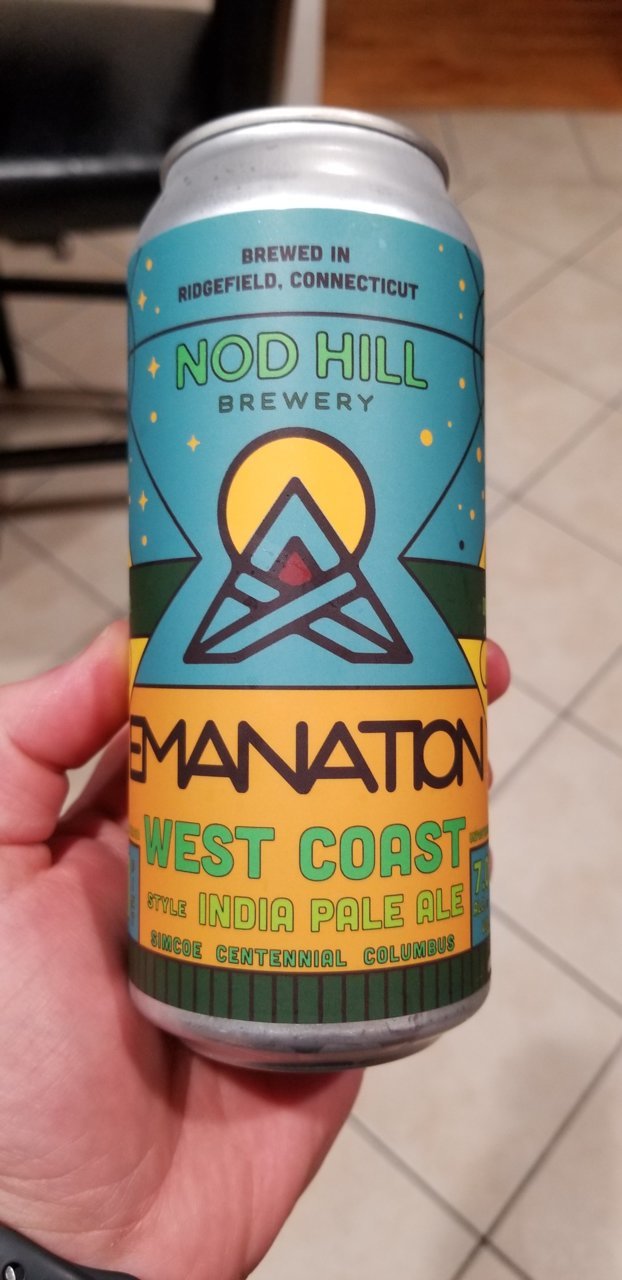 BREWED IN
RIDGEFIELD, CONNECTICUT
NOD HILL
BREWERY
EMANATION
WEST COAST
STYLE INDIA PALE ALE
SIMCOE CENTENNIAL COLUMBUS